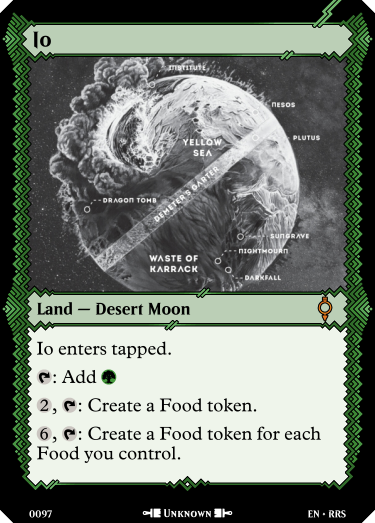 Io
INSTITUTE
NESOS
PLUTUS
YELLOW
SEA
DEMETER'S GARTER
DRAGON TOMB
SUNGRAVE
NIGHTMOURN
WASTE OF
KARRACK
DARKFALL
Land — Desert Moon
Io enters tapped.
: Add
2, : Create a Food token.
6, : Create a Food token for each
Food you control.
0097 UNKNOWN EN • RRS